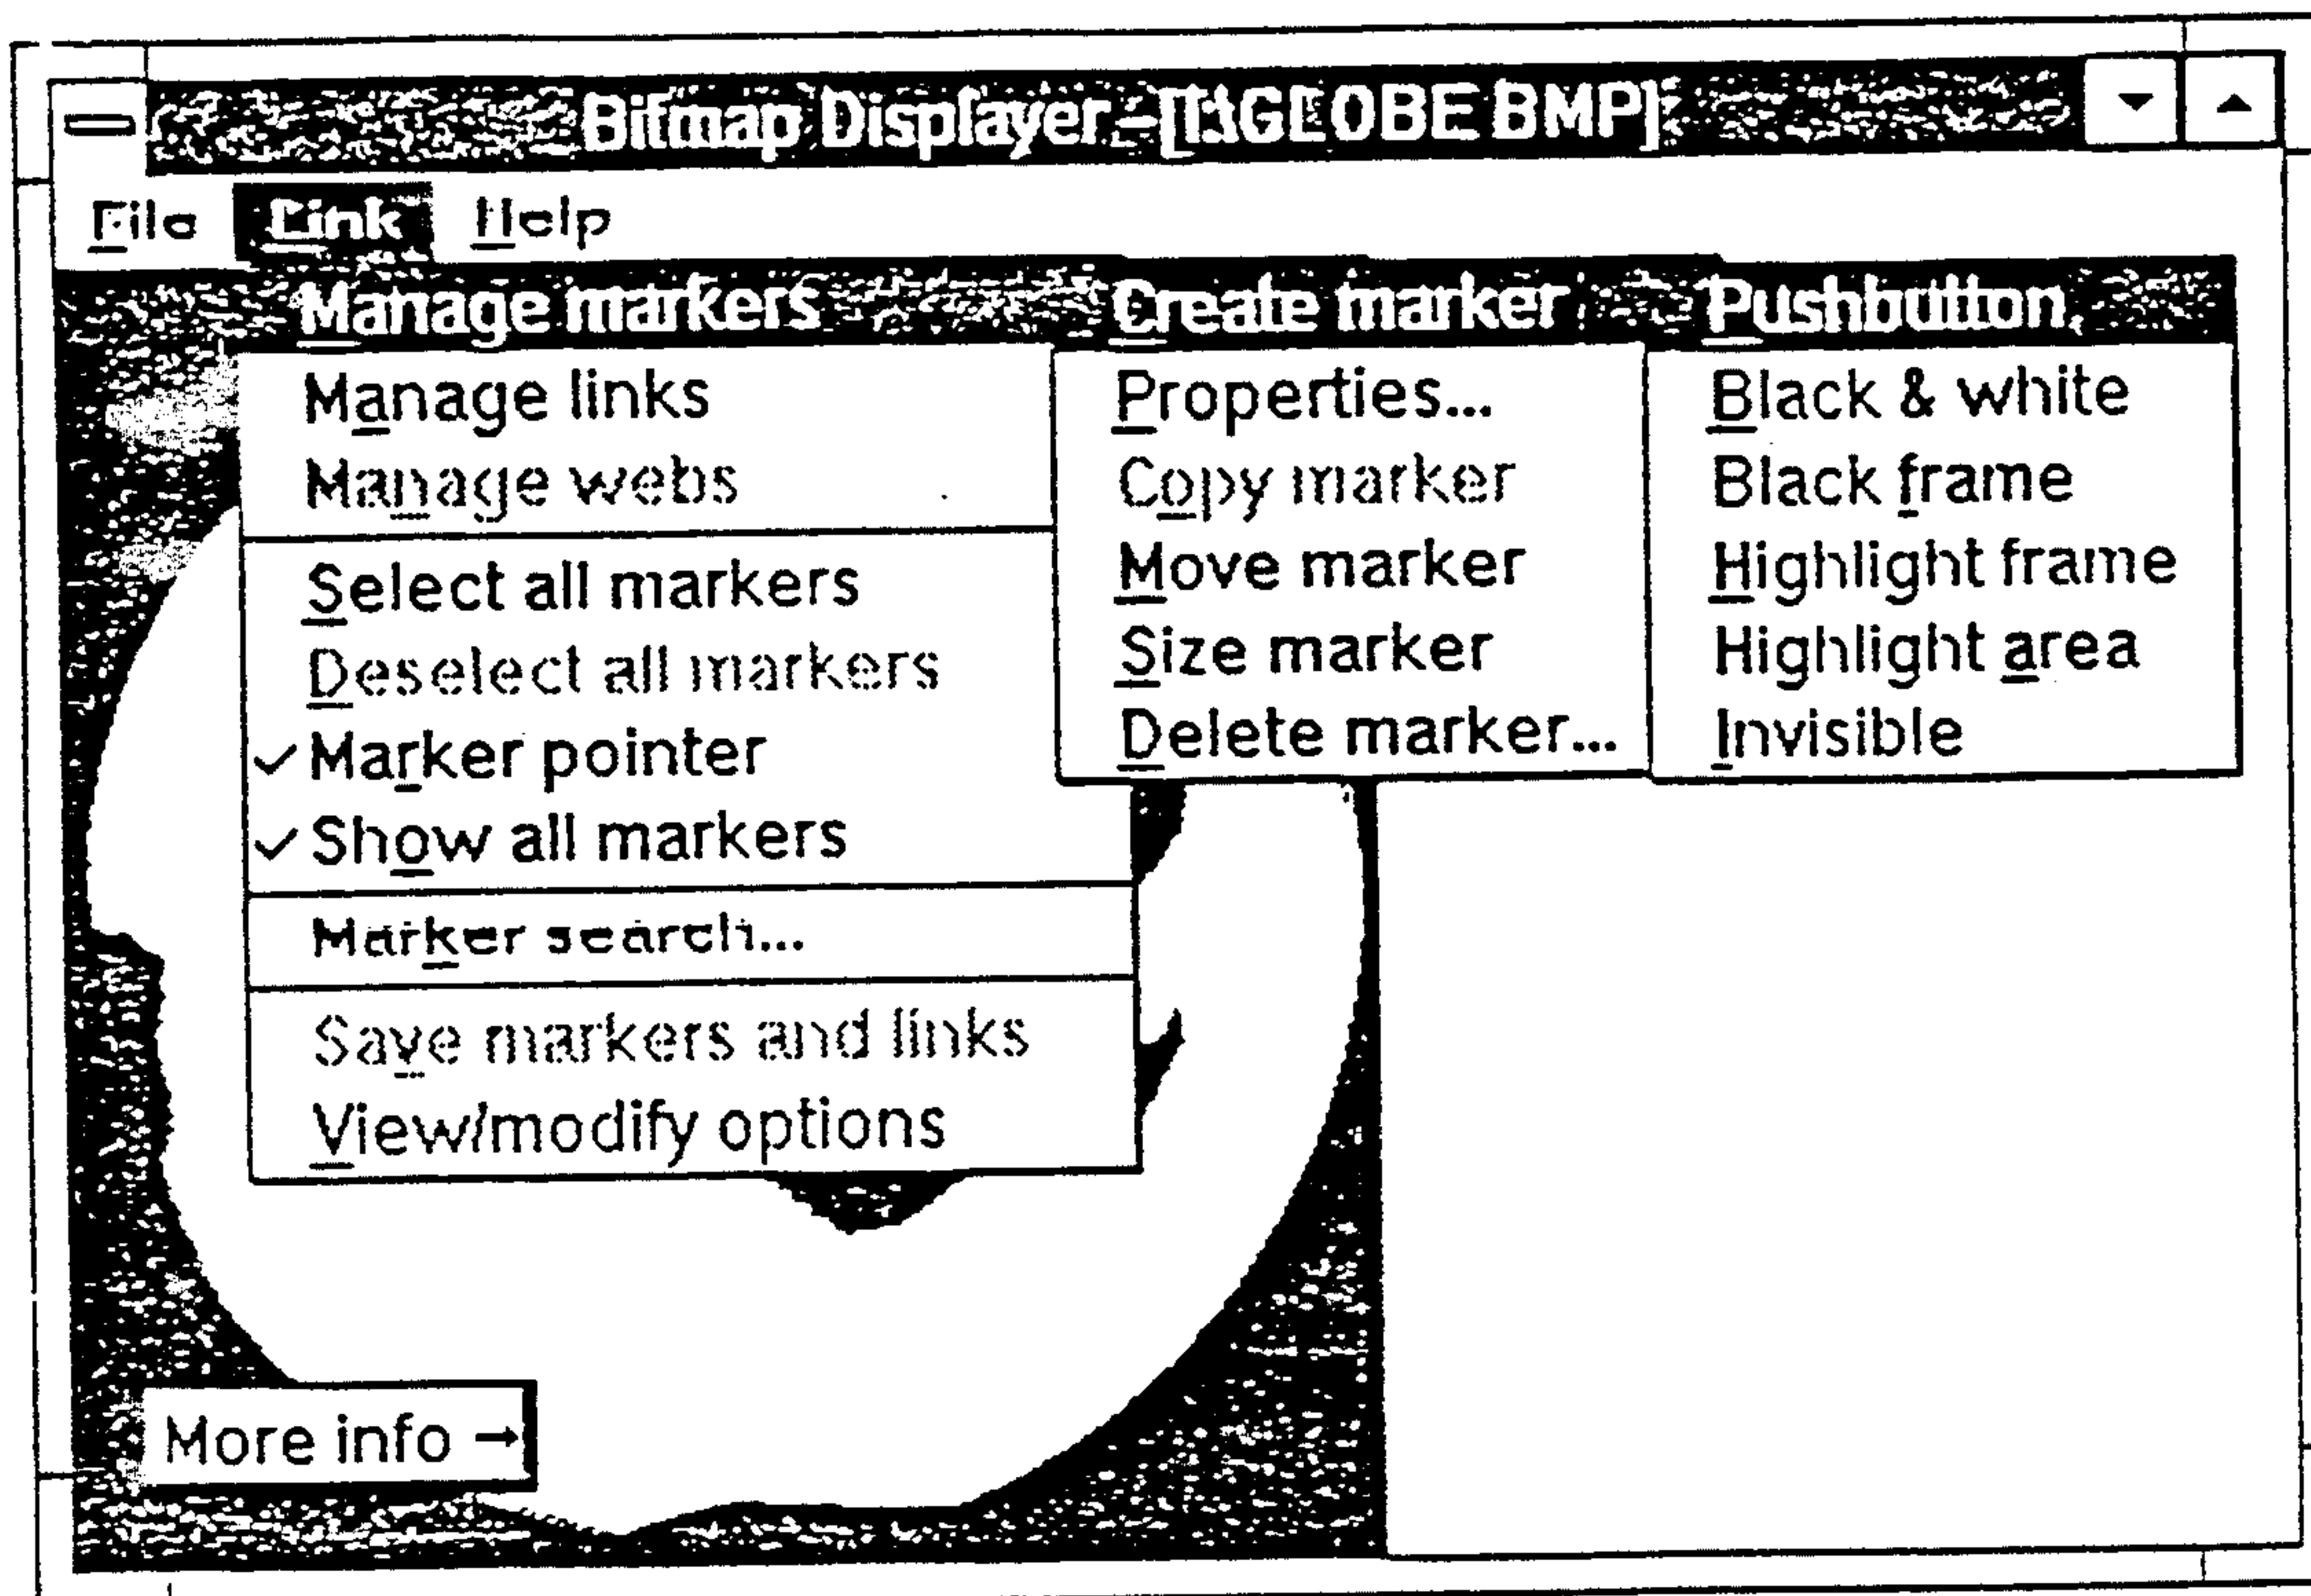 Bitmap Displayer - GLOBE BMP]
File Link Help
Manage markers
Manage links
Manage webs
Select all markers
Deselect all markers
✓ Marker pointer
✓ Show all markers
Marker search...
Save markers and links
View/modify options
Create marker
Properties...
Copy marker
Move marker
Size marker
Delete marker...
Pushbutton
Black & white
Black frame
Highlight frame
Highlight area
Invisible
More info →